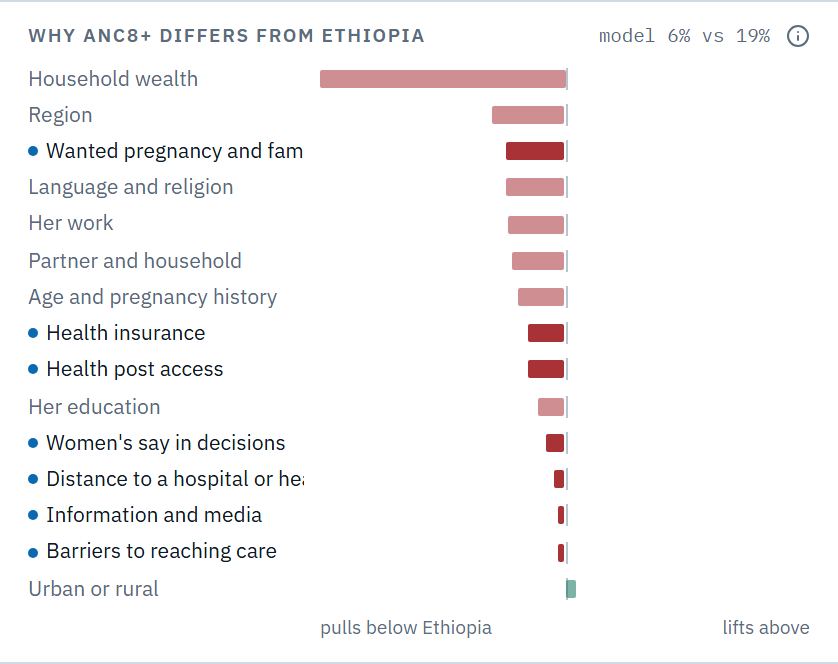 WHY ANC8+ DIFFERS FROM ETHIOPIA
model 6% vs 19%
Household wealth
Region
Wanted pregnancy and fam
Language and religion
Her work
Partner and household
Age and pregnancy history
Health insurance
Health post access
Her education
Women's say in decisions
Distance to a hospital or hea
Information and media
Barriers to reaching care
Urban or rural
pulls below Ethiopia
lifts above